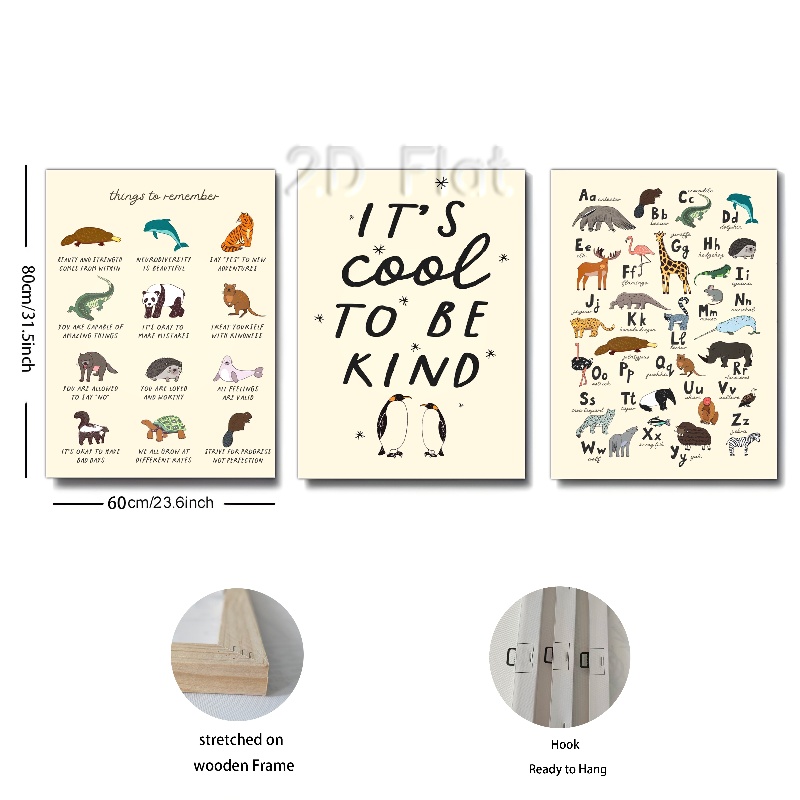 2D Flat
things to remember
BEAUTY AND STRENGTH
COMES FROM WITHIN
NEURODIVERSITY
IS BEAUTIFUL
SAY "YES" TO NEW
ADVENTURES
YOU ARE CAPABLE OF
AMAZING THINGS
IT'S OKAY TO
MAKE MISTAKES
TREAT YOURSELF
WITH KINDNESS
YOU ARE ALLOWED
TO SAY "NO"
YOU ARE LOVED
AND WORTHY
ALL FEELINGS
ARE VALID
IT'S OKAY TO HAVE
BAD DAYS
WE ALL GROW AT
DIFFERENT RATES
STRIVE FOR PROGRESS
NOT PERFECTION
IT'S
cool
TO BE
KIND
Aa anteater
Bb beaver
Cc crocodile
Dd dolphin
Ee elk
Ff flamingo
Gg giraffe
Hh hedgehog
Ii iguana
Jj jaguar
Kk komodo dragon
Ll lemur
Mm mouse
Nn narwhal
Oo ostrich
Pp platypus
Qq quokka
Rr
Ss snow leopard
Tt tapir
Uu uakari
Vv vulture
Ww wolf
Xx x-ray fish
Yy yak
Zz zebra
80cm/31.5inch
60cm/23.6inch
stretched on
wooden Frame
Hook
Ready to Hang